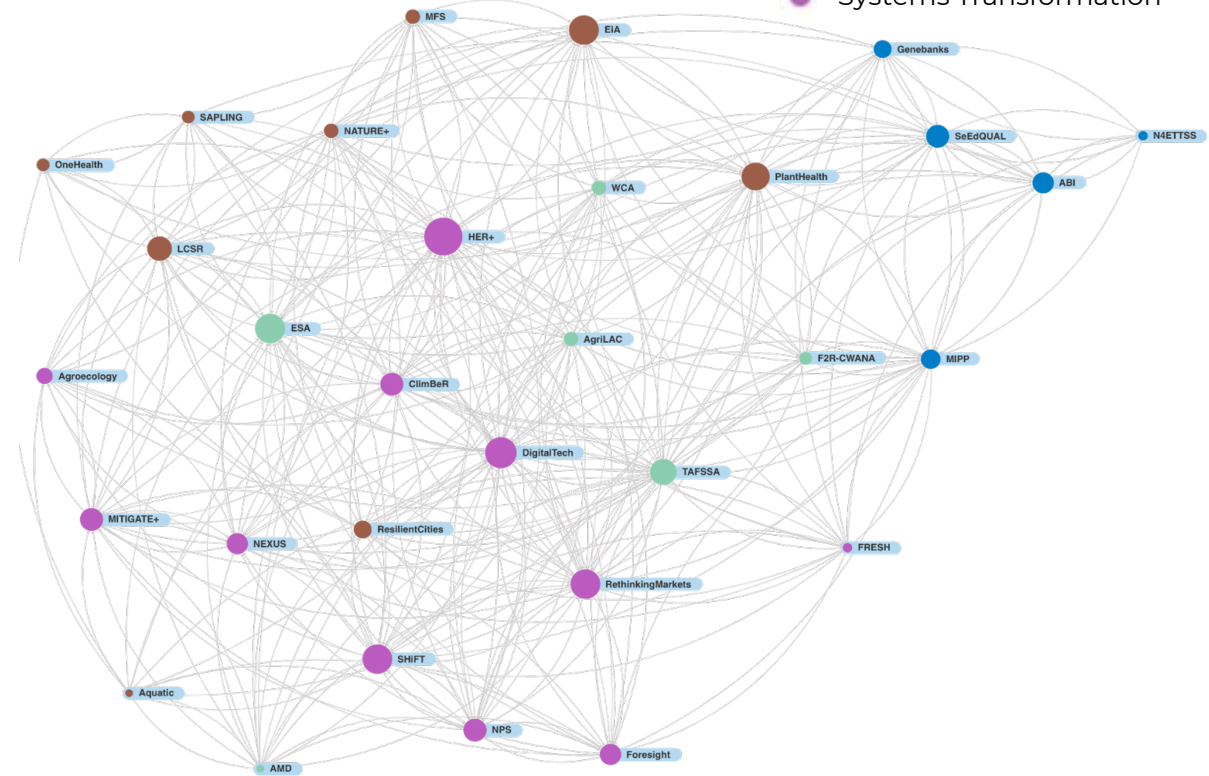 Systems Transformation
MFS
EiA
Genebanks
SAPLING
NATURE+
SeEdQUAL
N4ETTSS
OneHealth
PlantHealth
ABI
WCA
HER+
LCSR
ESA
AgriLAC
F2R-CWANA
MIPP
Agroecology
ClimBeR
DigitalTech
TAFSSA
MITIGATE+
ResilientCities
NEXUS
FRESH
RethinkingMarkets
SHiFT
Aquatic
NPS
Foresight
AMD